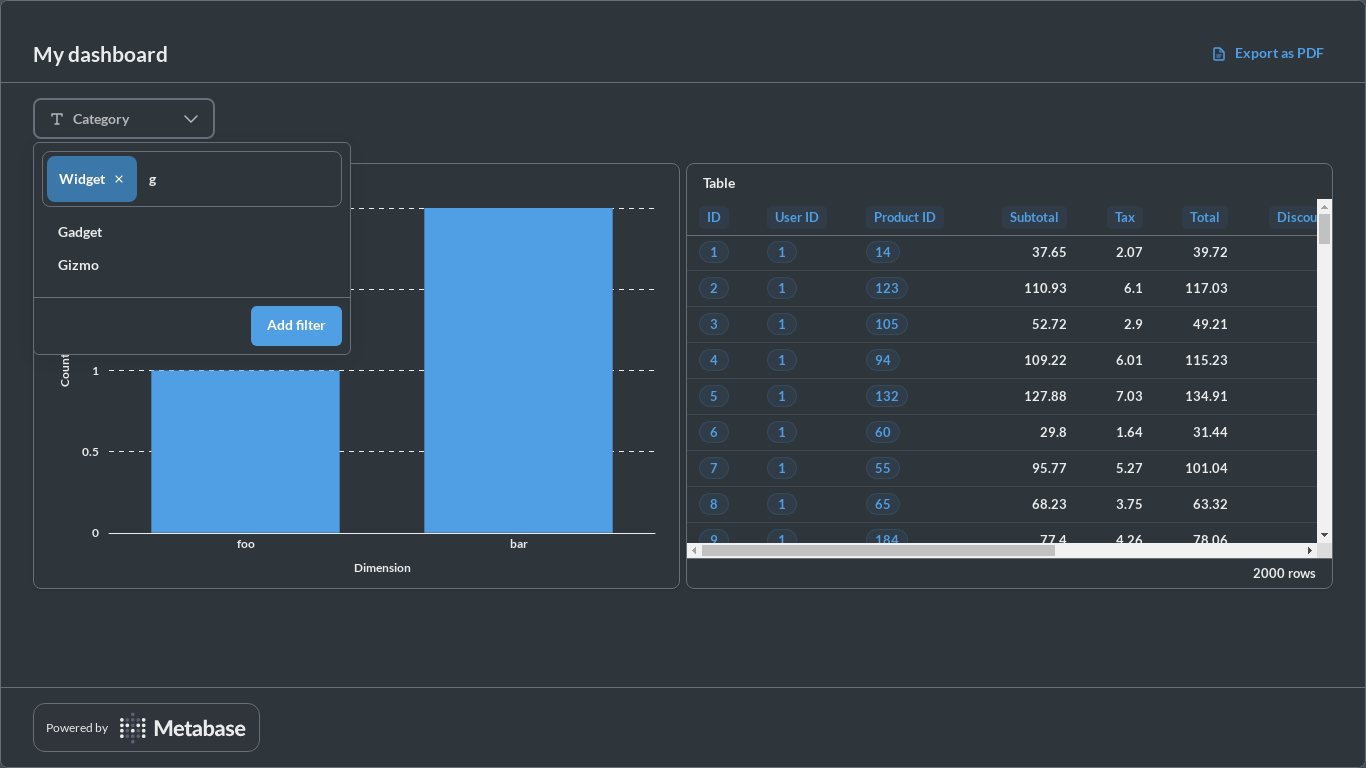 My dashboard
Export as PDF
Category
Widget × g
Gadget
Gizmo
Add filter
Count
1
0.5
0
foo
bar
Dimension
Table
ID User ID Product ID Subtotal Tax Total Discou
1 1 14 37.65 2.07 39.72
2 1 123 110.93 6.1 117.03
3 1 105 52.72 2.9 49.21
4 1 94 109.22 6.01 115.23
5 1 132 127.88 7.03 134.91
6 1 60 29.8 1.64 31.44
7 1 55 95.77 5.27 101.04
8 1 65 68.23 3.75 63.32
9 1 184 77.4 4.26 78.06
2000 rows
Powered by Metabase